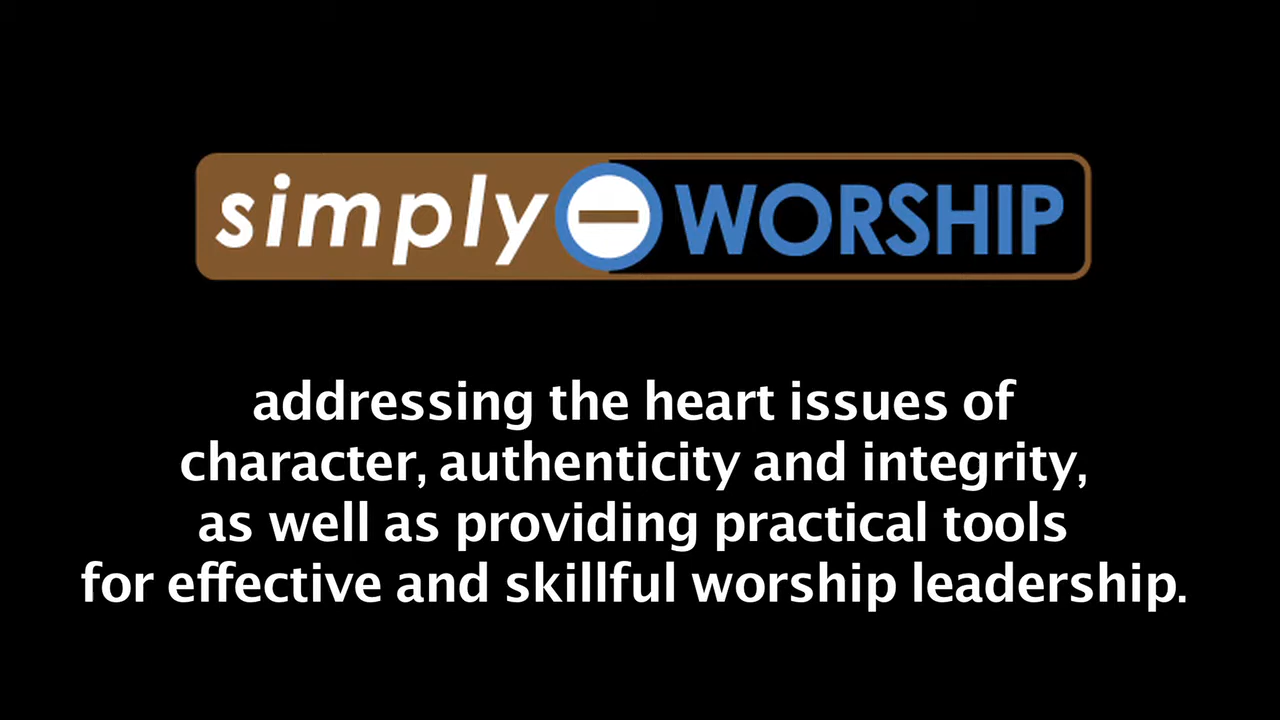 simply WORSHIP
addressing the heart issues of
character, authenticity and integrity,
as well as providing practical tools
for effective and skillful worship leadership.